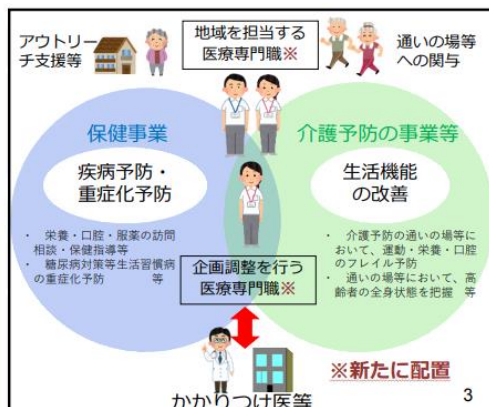 アウトリー
チ支援等
地域を担当する
医療専門職※
通いの場等
への関与
保健事業
疾病予防・
重症化予防
・ 栄養・口腔・服薬の訪問
相談・保健指導等
・ 糖尿病対策等生活習慣病
の重症化予防 等
介護予防の事業等
生活機能
の改善
・ 介護予防の通いの場等に
おいて、運動・栄養・口腔
のフレイル予防
・ 通いの場等において、高
齢者の全身状態を把握 等
企画調整を行う
医療専門職※
かかりつけ医等
※新たに配置
3